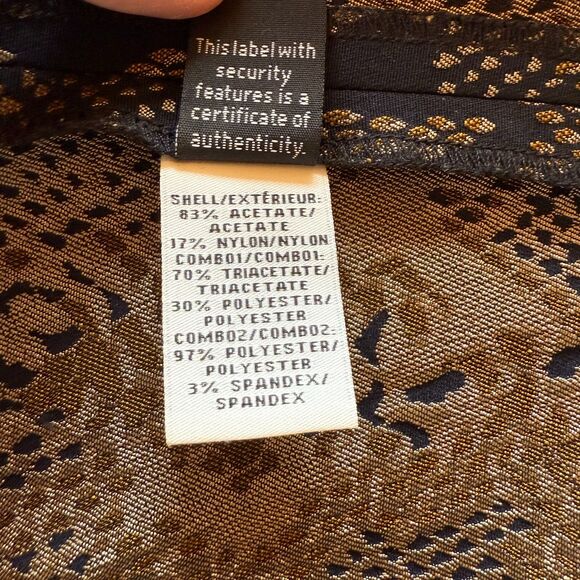 This label with
security
features is a
certificate of
authenticity.
SHELL/EXTÉRIEUR:
83% ACETATE/
ACETATE
17% NYLON/NYLON
COMBO1/COMBO1:
70% TRIACETATE/
TRIACETATE
30% POLYESTER/
POLYESTER
COMBO2/COMBO2:
97% POLYESTER/
POLYESTER
3% SPANDEX/
SPANDEX